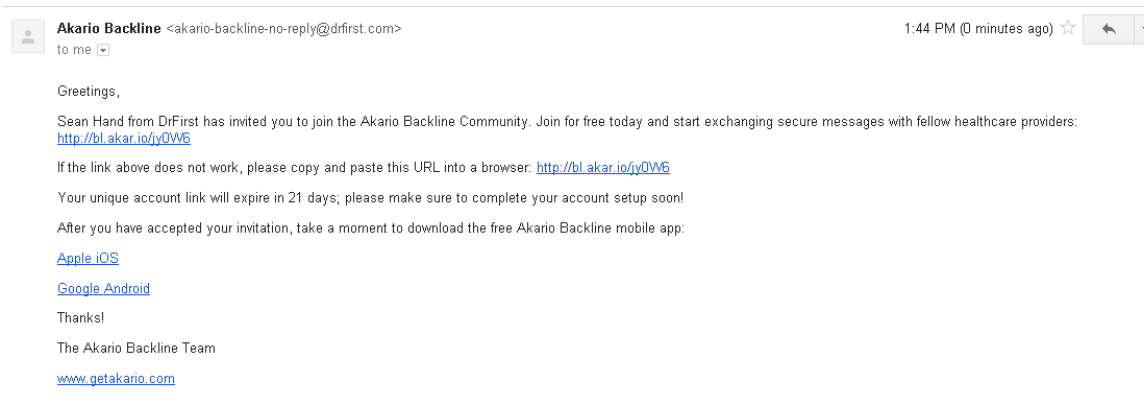 Akario Backline <akario-backline-no-reply@drfirst.com> 1:44 PM (0 minutes ago)
to me
Greetings,
Sean Hand from DrFirst has invited you to join the Akario Backline Community. Join for free today and start exchanging secure messages with fellow healthcare providers:
http://bl.akar.io/jy0W6
If the link above does not work, please copy and paste this URL into a browser: http://bl.akar.io/jy0W6
Your unique account link will expire in 21 days; please make sure to complete your account setup soon!
After you have accepted your invitation, take a moment to download the free Akario Backline mobile app:
Apple iOS
Google Android
Thanks!
The Akario Backline Team
www.getakario.com